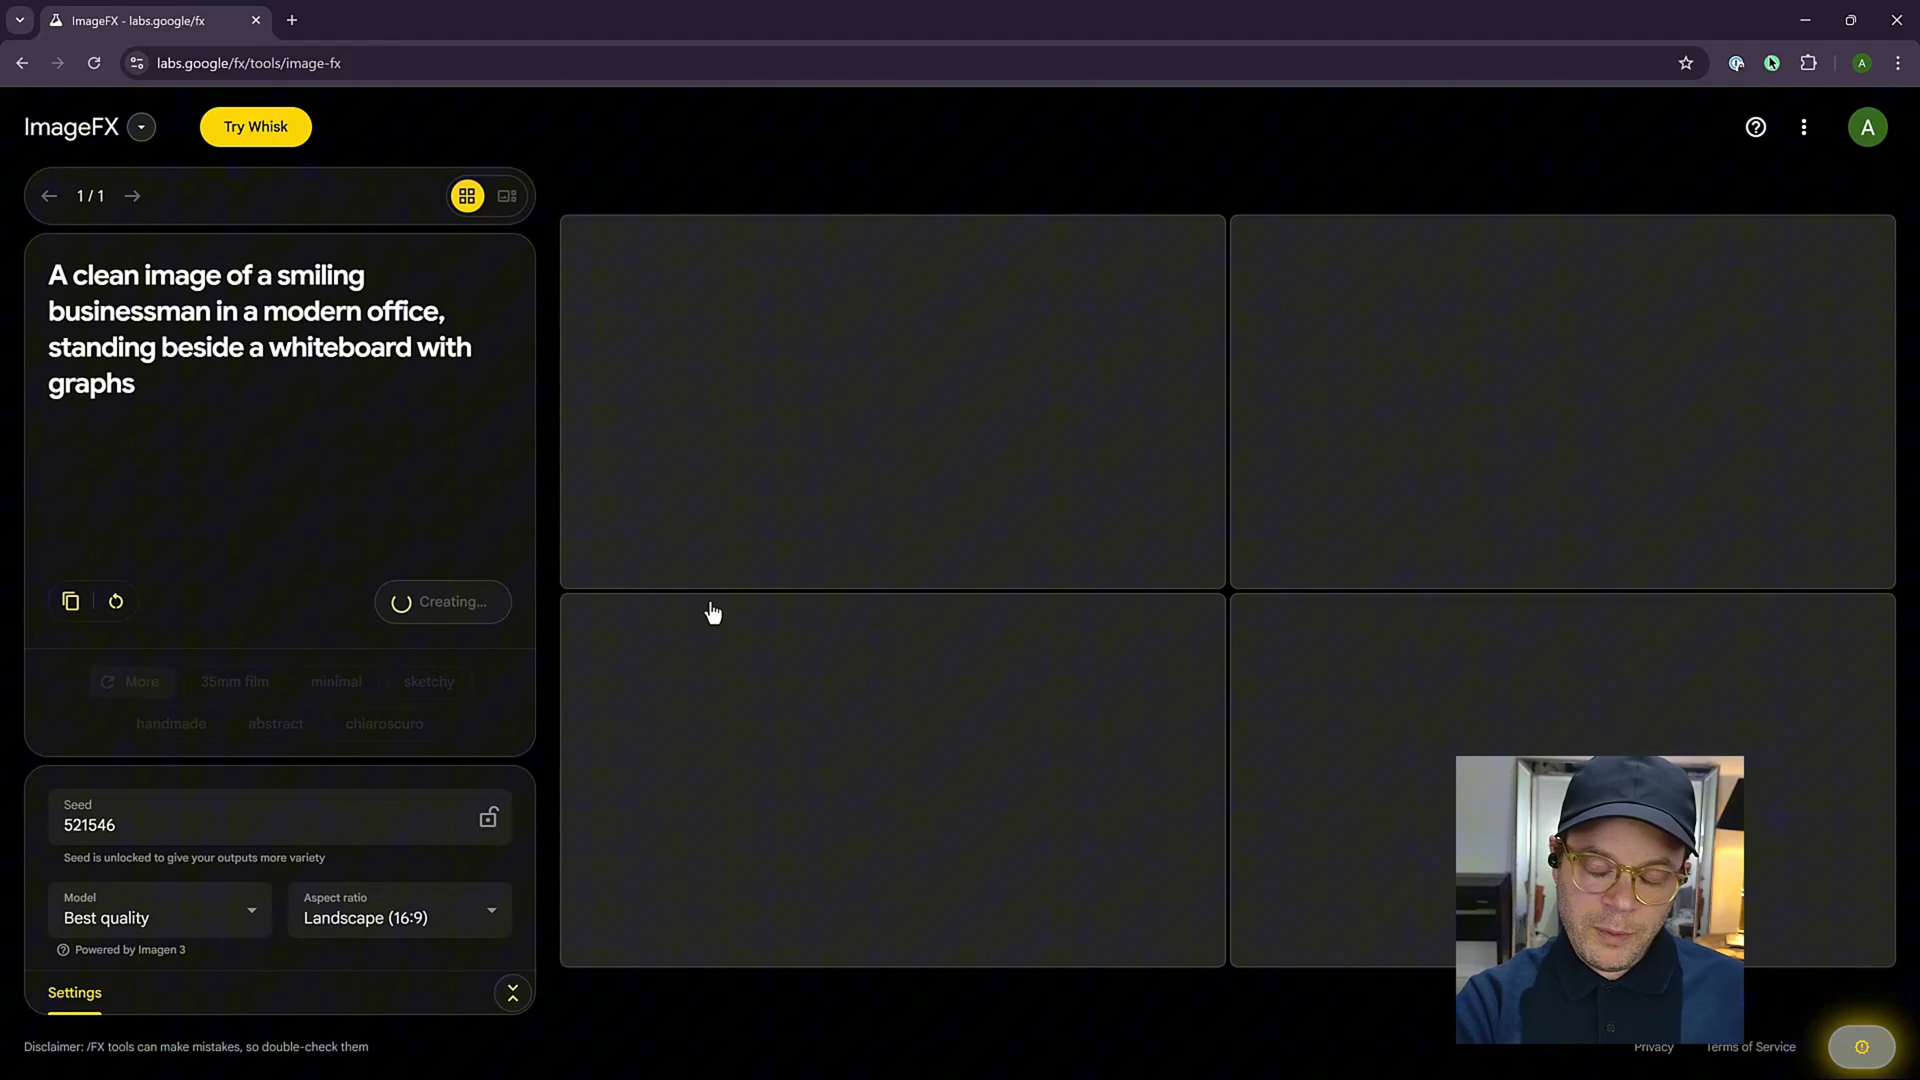 ImageFX - labs.google/fx
labs.google/fx/tools/image-fx
A
ImageFX
Try Whisk
A
1 / 1
A clean image of a smiling
businessman in a modern office,
standing beside a whiteboard with
graphs
Creating...
More
35mm film
minimal
sketchy
handmade
abstract
chiaroscuro
Seed
521546
Seed is unlocked to give your outputs more variety
Model
Best quality
Aspect ratio
Landscape (16:9)
Powered by Imagen 3
Settings
Disclaimer: /FX tools can make mistakes, so double-check them
Privacy
Terms of Service